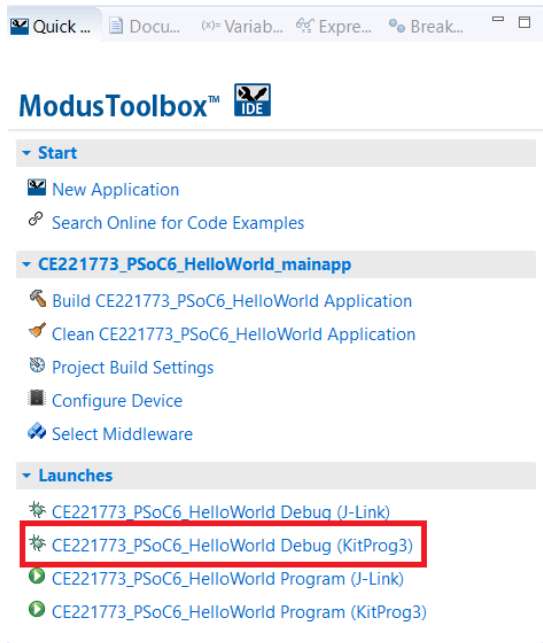 Quick ... Docu... (x)= Variab... Expre... Break...
ModusToolbox™ IDE
Start
New Application
Search Online for Code Examples
CE221773_PSoC6_HelloWorld_mainapp
Build CE221773_PSoC6_HelloWorld Application
Clean CE221773_PSoC6_HelloWorld Application
Project Build Settings
Configure Device
Select Middleware
Launches
CE221773_PSoC6_HelloWorld Debug (J-Link)
CE221773_PSoC6_HelloWorld Debug (KitProg3)
CE221773_PSoC6_HelloWorld Program (J-Link)
CE221773_PSoC6_HelloWorld Program (KitProg3)